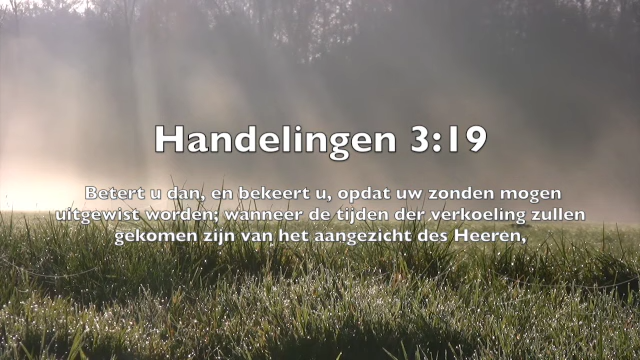 Handelingen 3:19
Betert u dan, en bekeert u, opdat uw zonden mogen
uitgewist worden; wanneer de tijden der verkoeling zullen
gekomen zijn van het aangezicht des Heeren,